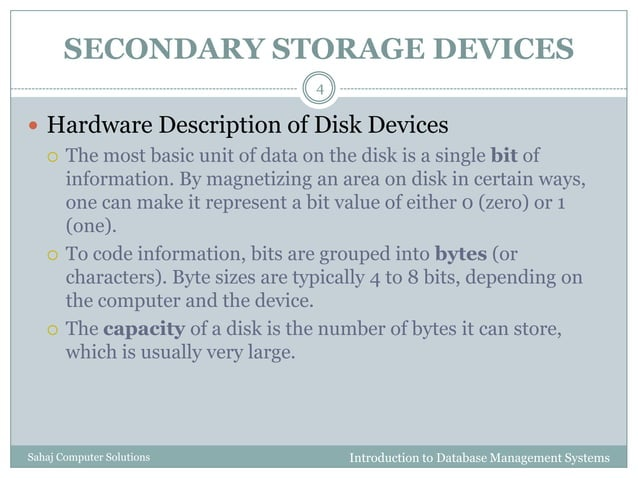 SECONDARY STORAGE DEVICES
4
Hardware Description of Disk Devices
The most basic unit of data on the disk is a single bit of
information. By magnetizing an area on disk in certain ways,
one can make it represent a bit value of either 0 (zero) or 1
(one).
To code information, bits are grouped into bytes (or
characters). Byte sizes are typically 4 to 8 bits, depending on
the computer and the device.
The capacity of a disk is the number of bytes it can store,
which is usually very large.
Sahaj Computer Solutions
Introduction to Database Management Systems